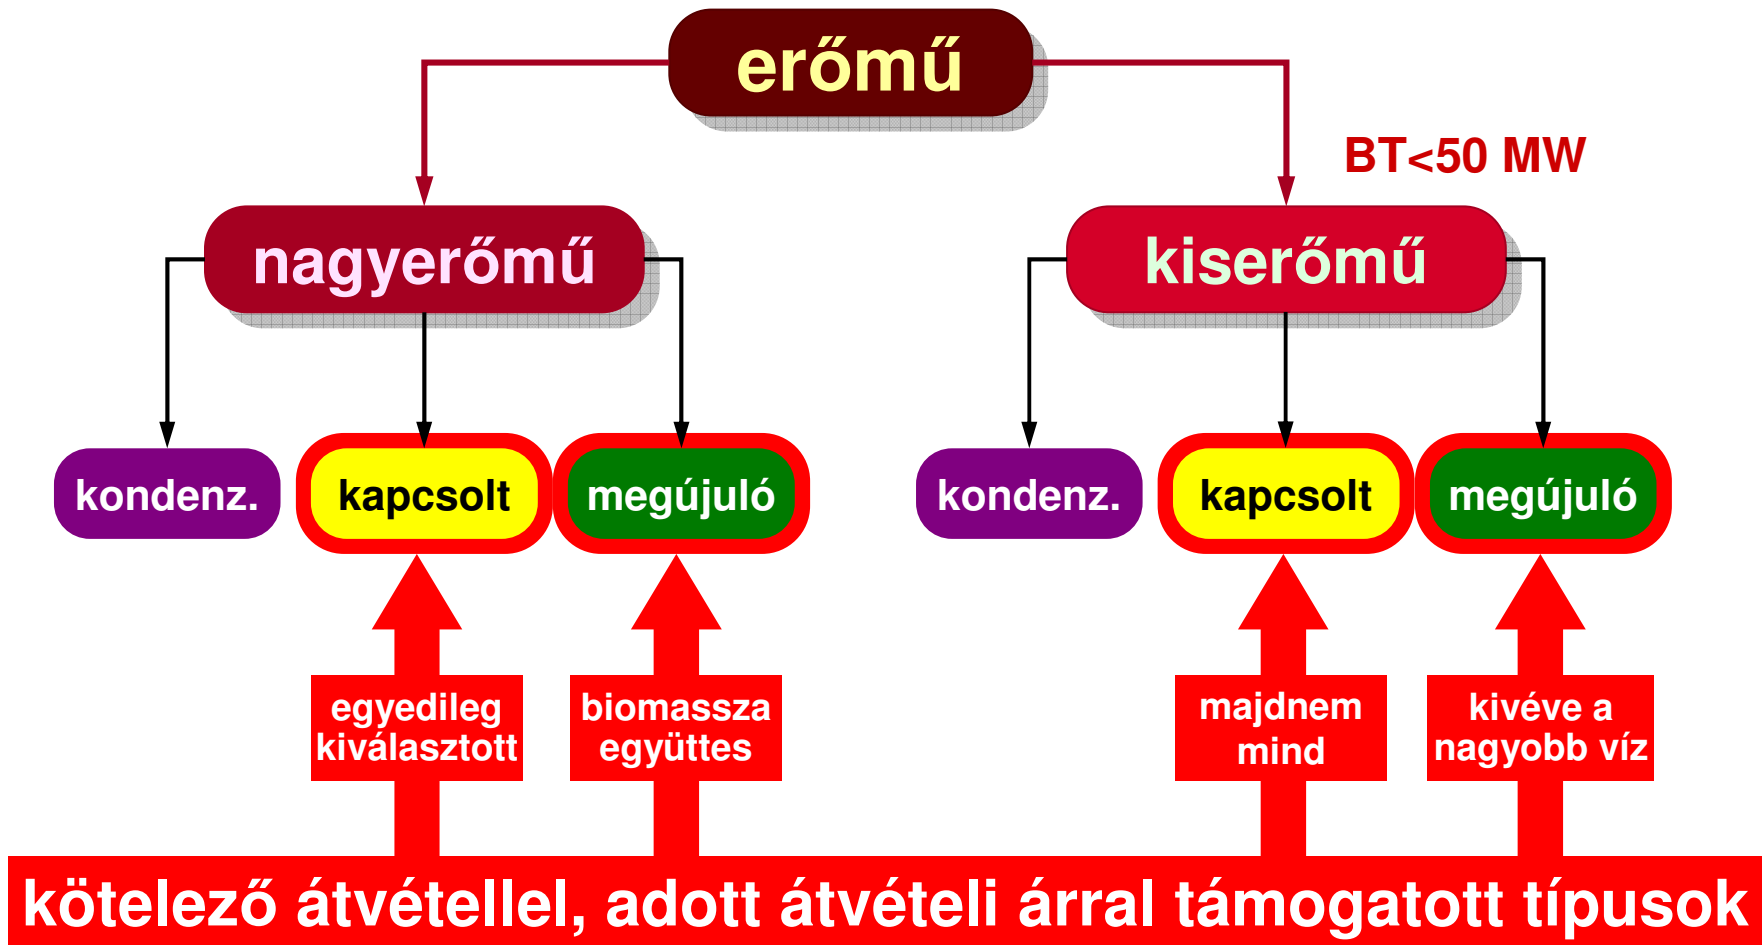 erőmű
BT<50 MW
nagyerőmű
kiserőmű
kondenz.
kapcsolt
megújuló
kondenz.
kapcsolt
megújuló
egyedileg
kiválasztott
biomassza
együttes
majdnem
mind
kivéve a
nagyobb víz
kötelező átvétellel, adott átvételi árral támogatott típusok